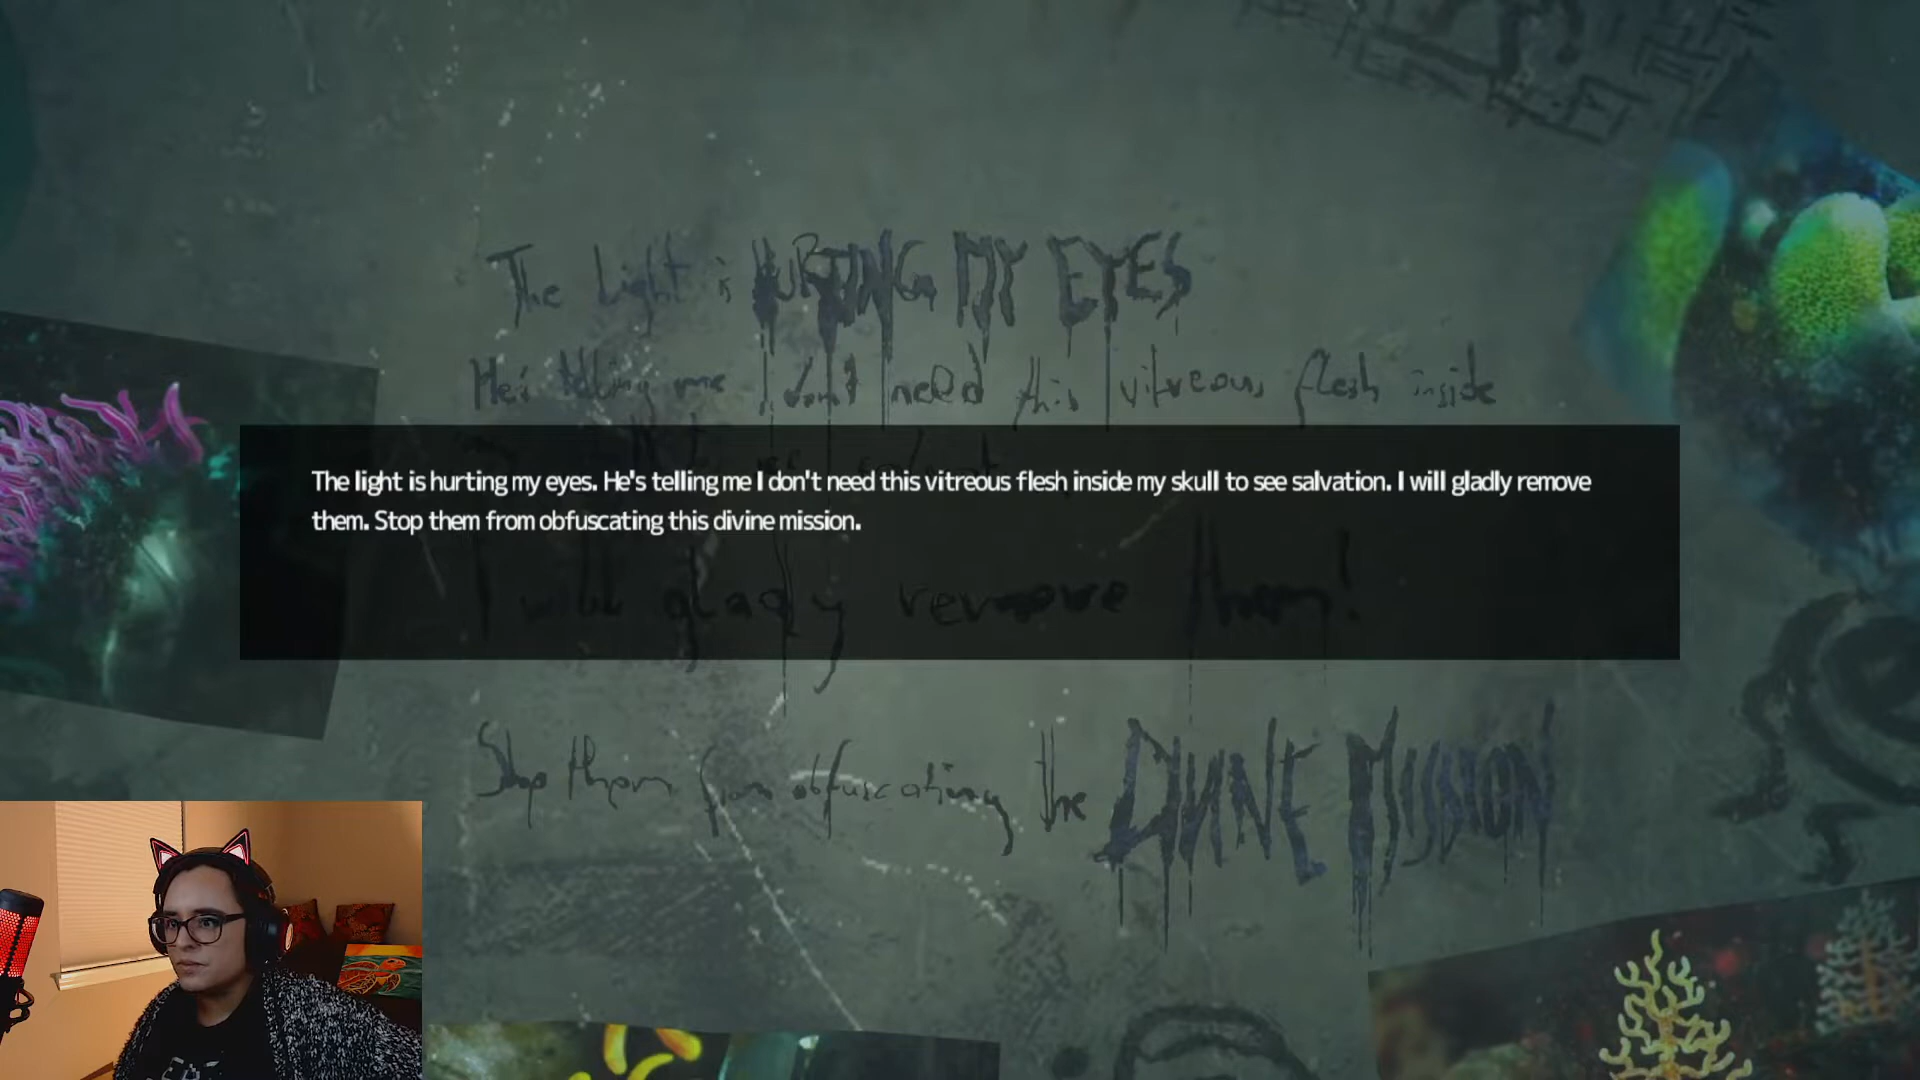 The Light is HURTING MY EYES
He's telling me I don't need this vitreous flesh inside
The light is hurting my eyes. He's telling me I don't need this vitreous flesh inside my skull to see salvation. I will gladly remove
them. Stop them from obfuscating this divine mission.
I will gladly remove them!
Stop them from obfuscating the DIVINE MISSION